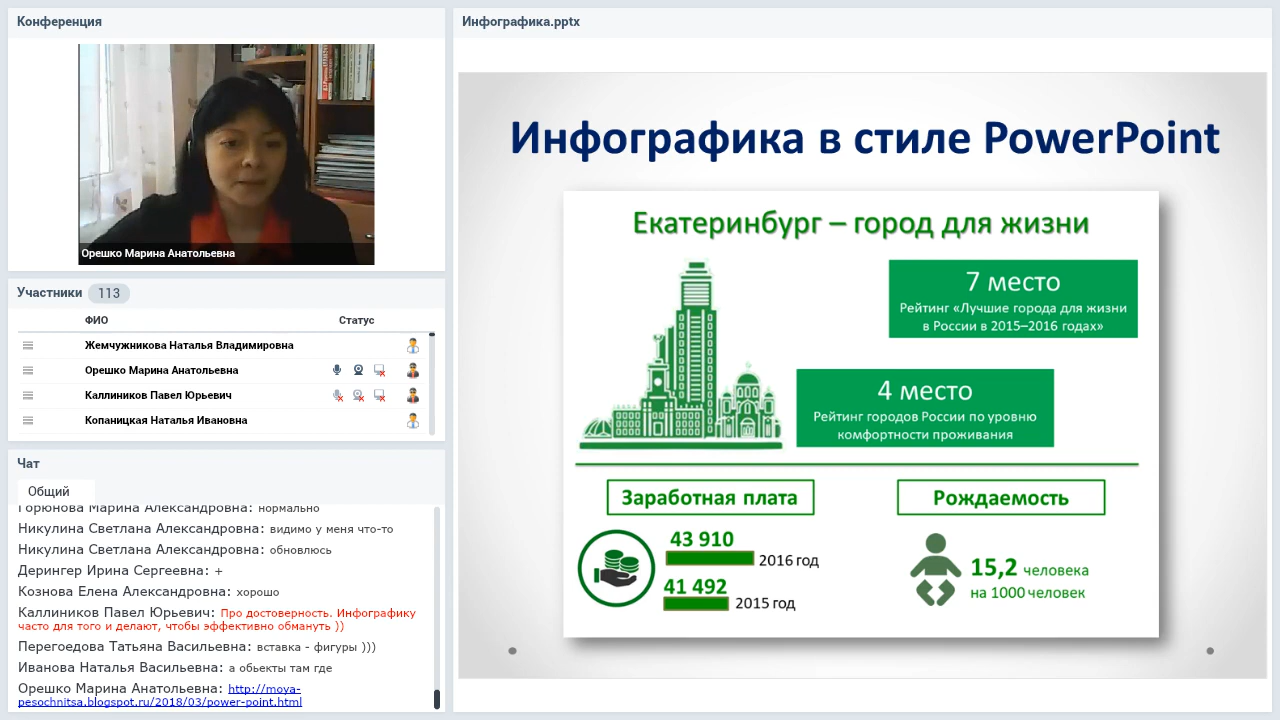 Конференция
Орешко Марина Анатольевна
Участники 113
ФИО Статус
Жемчужникова Наталья Владимировна
Орешко Марина Анатольевна
Каллиников Павел Юрьевич
Копаницкая Наталья Ивановна
Чат
Общий
Горюнова Марина Александровна: нормально
Никулина Светлана Александровна: видимо у меня что-то
Никулина Светлана Александровна: обновлюсь
Дерингер Ирина Сергеевна: +
Кознова Елена Александровна: хорошо
Каллиников Павел Юрьевич: Про достоверность. Инфографику
часто для того и делают, чтобы эффективно обмануть ))
Перегоедова Татьяна Васильевна: вставка - фигуры )))
Иванова Наталья Васильевна: а обьекты там где
Орешко Марина Анатольевна: http://moya-
pesochnitsa.blogspot.ru/2018/03/power-point.html
Инфографика.pptx
Инфографика в стиле PowerPoint
Екатеринбург – город для жизни
7 место
Рейтинг «Лучшие города для жизни
в России в 2015–2016 годах»
4 место
Рейтинг городов России по уровню
комфортности проживания
Заработная плата
43 910
2016 год
41 492
2015 год
Рождаемость
15,2 человека
на 1000 человек